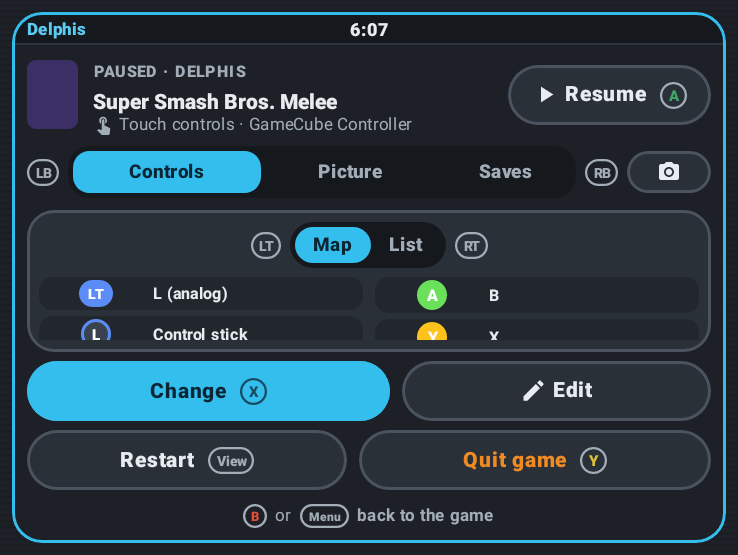 Delphis
6:07
PAUSED · DELPHIS
Super Smash Bros. Melee
Touch controls · GameCube Controller
Resume A
LB Controls Picture Saves RB
LT Map List RT
LT L (analog) A B
L Control stick Y X
Change X
Edit
Restart View
Quit game Y
B or Menu back to the game